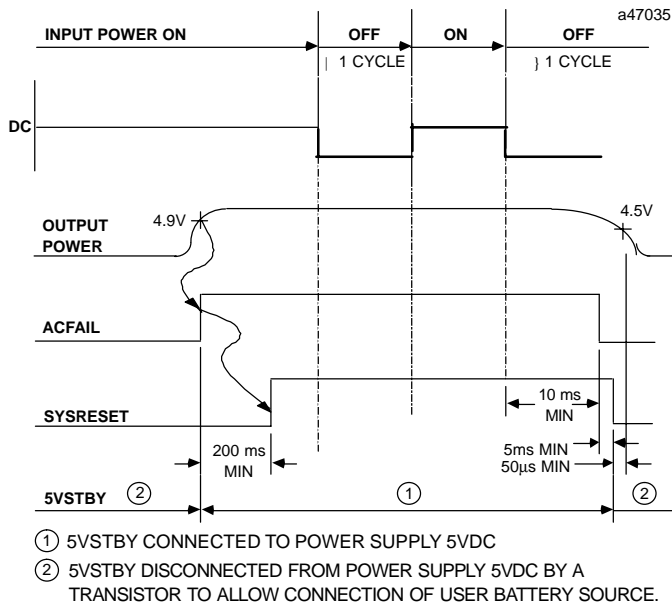 a47035
INPUT POWER ON
OFF
ON
OFF
| 1 CYCLE
} 1 CYCLE
DC
OUTPUT
POWER
4.9V
4.5V
ACFAIL
SYSRESET
10 ms
MIN
200 ms
MIN
5ms MIN
50µs MIN
5VSTBY
2
1
2
1 5VSTBY CONNECTED TO POWER SUPPLY 5VDC
2 5VSTBY DISCONNECTED FROM POWER SUPPLY 5VDC BY A
TRANSISTOR TO ALLOW CONNECTION OF USER BATTERY SOURCE.